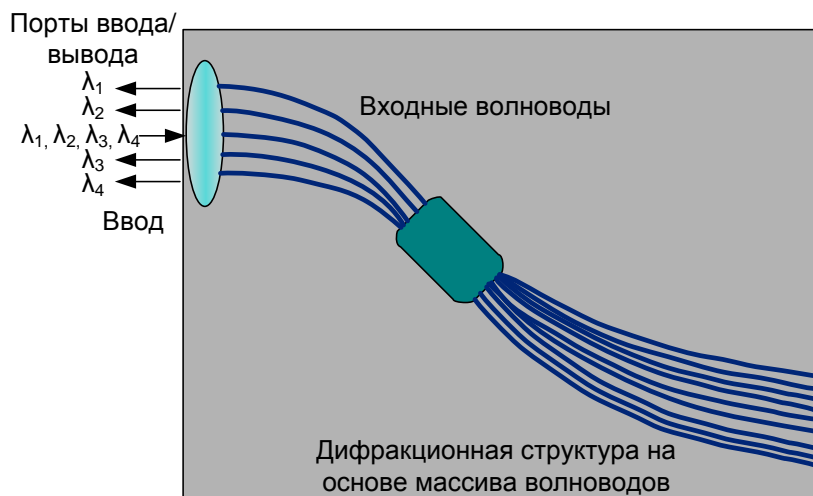 Порты ввода/
вывода
λ1
λ2
λ1, λ2, λ3, λ4
λ3
λ4
Ввод
Входные волноводы
Дифракционная структура на
основе массива волноводов